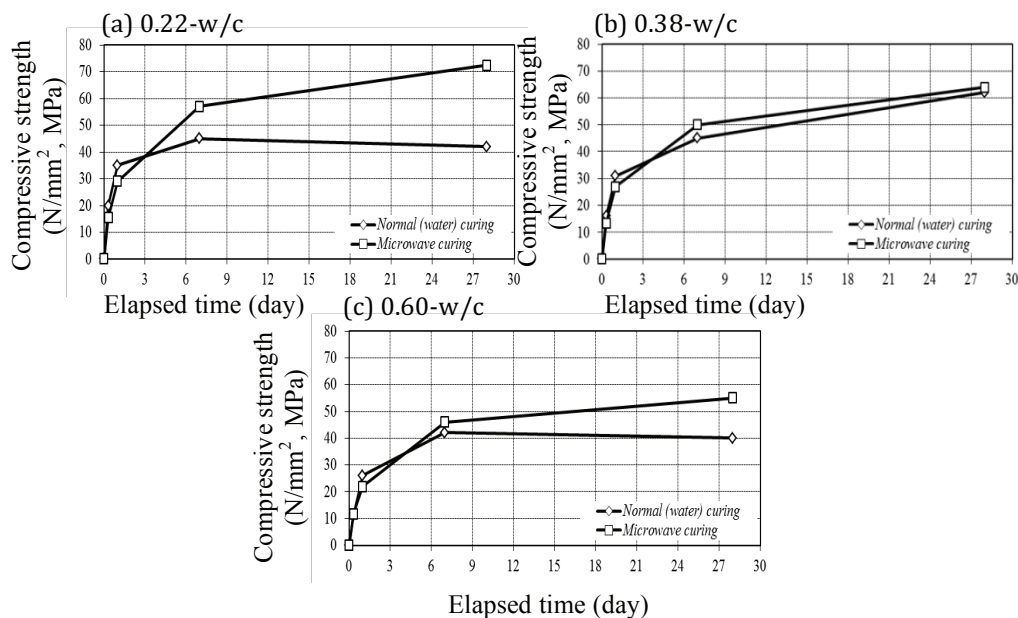 (a) 0.22-w/c
Compressive strength
(N/mm², MPa)
80
70
60
50
40
30
20
10
0
0 3 6 9 12 15 18 21 24 27 30
Normal (water) curing
Microwave curing
Elapsed time (day)
(b) 0.38-w/c
Compressive strength
(N/mm², MPa)
80
70
60
50
40
30
20
10
0
0 3 6 9 12 15 18 21 24 27 30
Normal (water) curing
Microwave curing
Elapsed time (day)
(c) 0.60-w/c
Compressive strength
(N/mm², MPa)
80
70
60
50
40
30
20
10
0
0 3 6 9 12 15 18 21 24 27 30
Normal (water) curing
Microwave curing
Elapsed time (day)